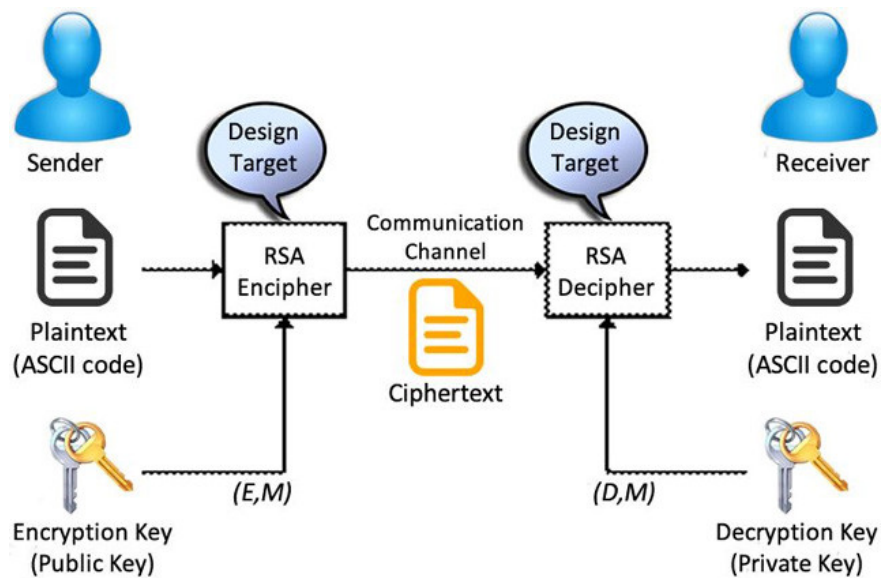 Sender
Design
Target
Design
Target
Receiver
Plaintext
(ASCII code)
RSA
Encipher
Communication
Channel
Ciphertext
RSA
Decipher
Plaintext
(ASCII code)
Encryption Key
(Public Key)
(E,M)
(D,M)
Decryption Key
(Private Key)